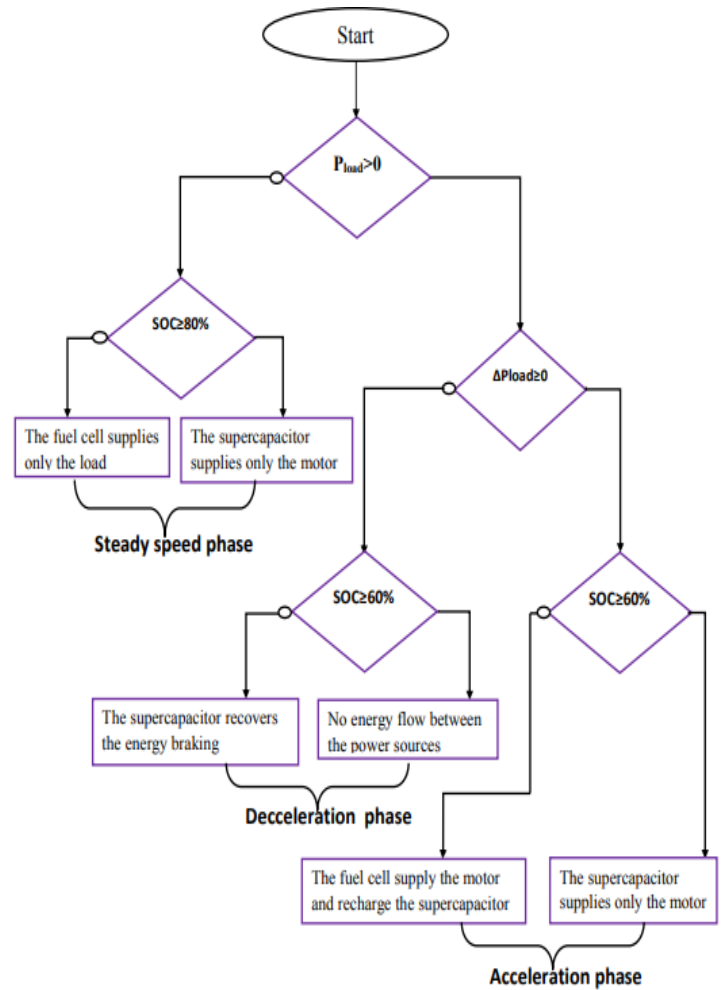 Start
Pload>0
SOC≥80%
ΔPload≥0
The fuel cell supplies
only the load
The supercapacitor
supplies only the motor
Steady speed phase
SOC≥60%
SOC≥60%
The supercapacitor recovers
the energy braking
No energy flow between
the power sources
Decceleration phase
The fuel cell supply the motor
and recharge the supercapacitor
The supercapacitor
supplies only the motor
Acceleration phase